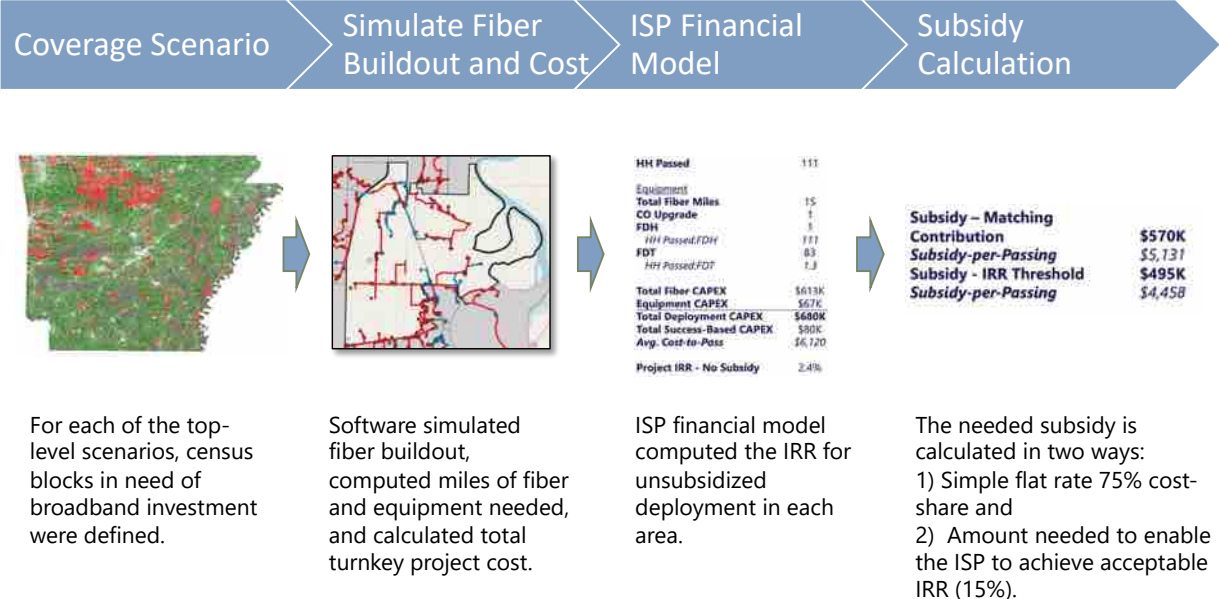 Coverage Scenario
Simulate Fiber
Buildout and Cost
ISP Financial
Model
Subsidy
Calculation
HH Passed 111
Equipment
Total Fiber Miles 15
CO Upgrade 1
FDH 1
HH Passed:FDH 111
FDT 83
HH Passed:FDT 1.3
Total Fiber CAPEX $613K
Equipment CAPEX $67K
Total Deployment CAPEX $680K
Total Success-Based CAPEX $80K
Avg. Cost-to-Pass $6,120
Project IRR - No Subsidy 2.4%
Subsidy – Matching
Contribution $570K
Subsidy-per-Passing $5,131
Subsidy - IRR Threshold $495K
Subsidy-per-Passing $4,458
For each of the top-
level scenarios, census
blocks in need of
broadband investment
were defined.
Software simulated
fiber buildout,
computed miles of fiber
and equipment needed,
and calculated total
turnkey project cost.
ISP financial model
computed the IRR for
unsubsidized
deployment in each
area.
The needed subsidy is
calculated in two ways:
1) Simple flat rate 75% cost-
share and
2) Amount needed to enable
the ISP to achieve acceptable
IRR (15%).